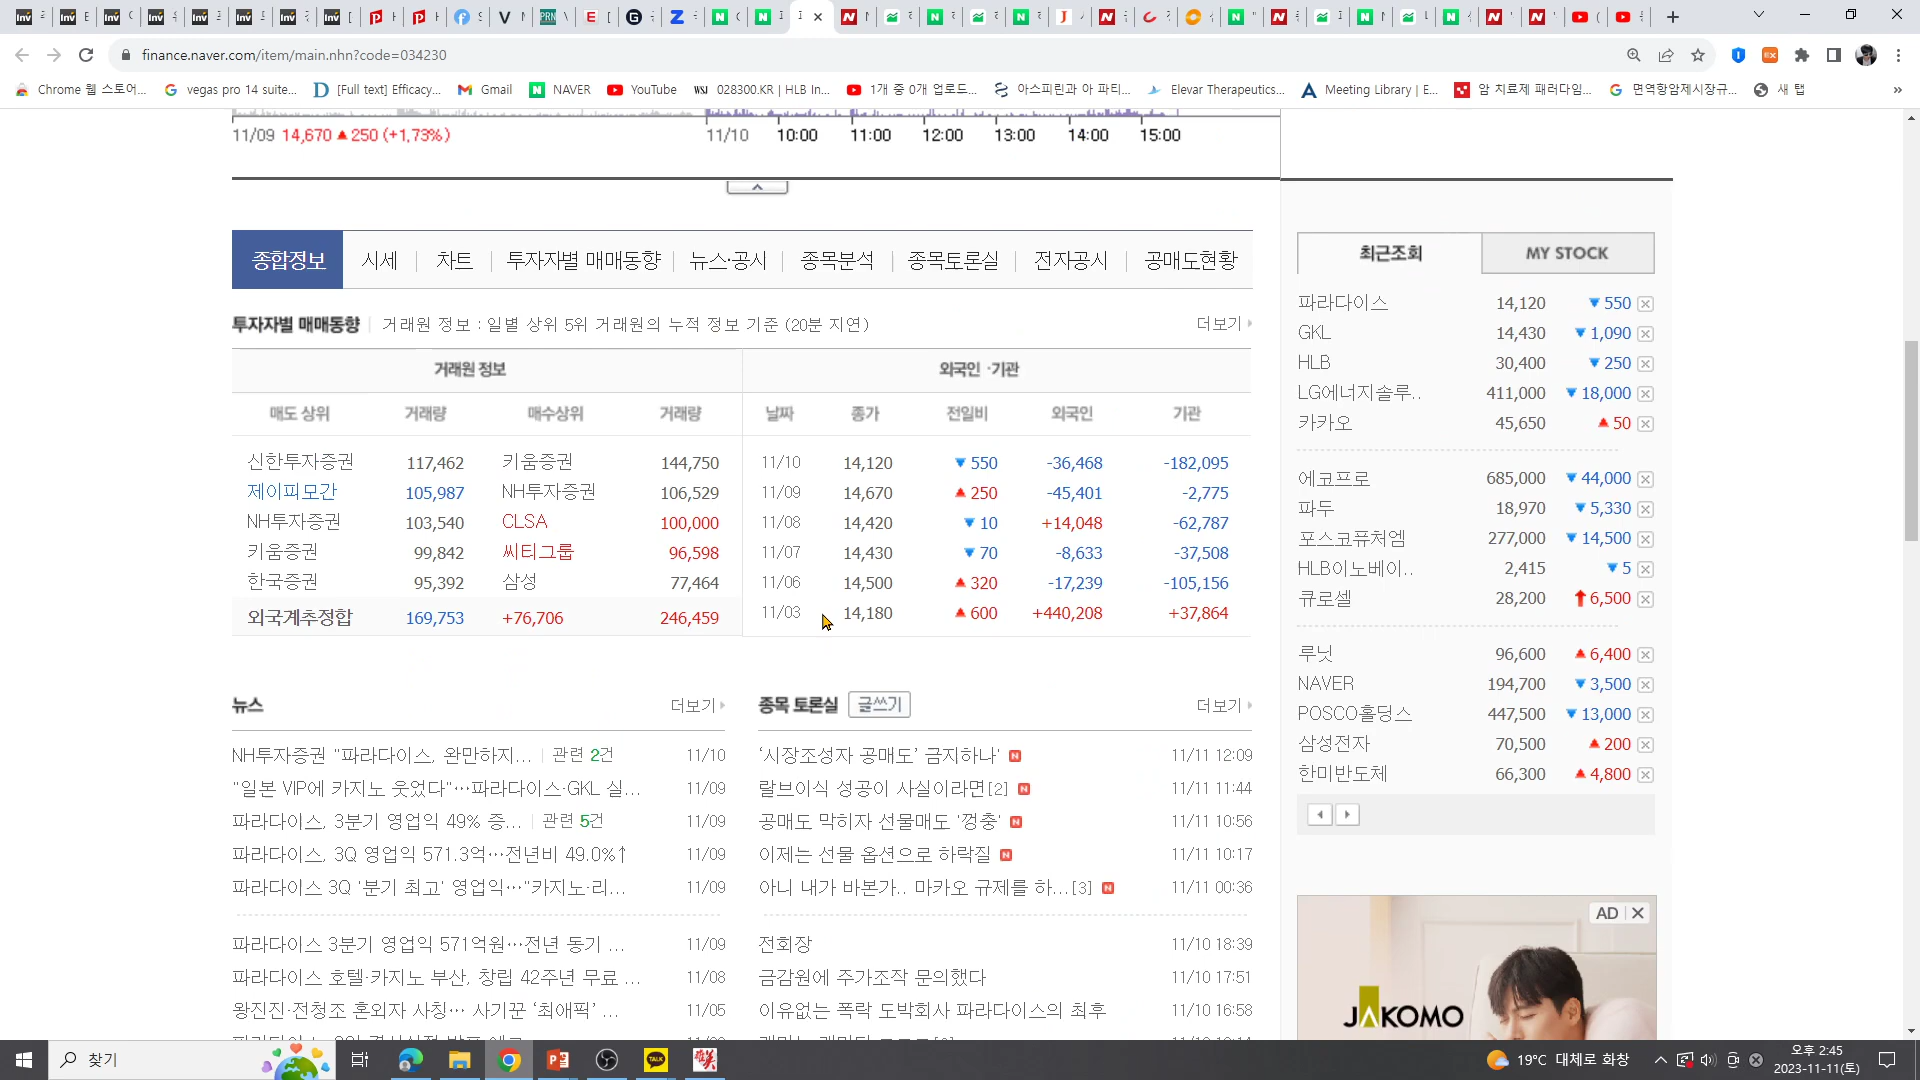 finance.naver.com/item/main.nhn?code=034230
Chrome 웹 스토어...
vegas pro 14 suite...
[Full text] Efficacy...
Gmail
NAVER
YouTube
028300.KR | HLB In...
1개 중 0개 업로드...
아스피린과 아 파티...
Elevar Therapeutics...
Meeting Library | E...
암 치료제 패러다임...
면역항암제시장규...
새 탭
11/09 14,670 ▲250 (+1,73%)
11/10 10:00 11:00 12:00 13:00 14:00 15:00
종합정보 시세 차트 투자자별 매매동향 뉴스·공시 종목분석 종목토론실 전자공시 공매도현황
투자자별 매매동향 거래원 정보 : 일별 상위 5위 거래원의 누적 정보 기준 (20분 지연) 더보기
거래원 정보
매도 상위 거래량 매수상위 거래량
신한투자증권 117,462 키움증권 144,750
제이피모간 105,987 NH투자증권 106,529
NH투자증권 103,540 CLSA 100,000
키움증권 99,842 씨티그룹 96,598
한국증권 95,392 삼성 77,464
외국계추정합 169,753 +76,706 246,459
외국인 ·기관
날짜 종가 전일비 외국인 기관
11/10 14,120 ▼550 -36,468 -182,095
11/09 14,670 ▲250 -45,401 -2,775
11/08 14,420 ▼10 +14,048 -62,787
11/07 14,430 ▼70 -8,633 -37,508
11/06 14,500 ▲320 -17,239 -105,156
11/03 14,180 ▲600 +440,208 +37,864
뉴스 더보기
NH투자증권 "파라다이스, 완만하지... 관련 2건 11/10
"일본 VIP에 카지노 웃었다"…파라다이스·GKL 실... 11/09
파라다이스, 3분기 영업익 49% 증... 관련 5건 11/09
파라다이스, 3Q 영업익 571.3억…전년비 49.0%↑ 11/09
파라다이스 3Q '분기 최고' 영업익…"카지노·리... 11/09
파라다이스 3분기 영업익 571억원…전년 동기 ... 11/09
파라다이스 호텔·카지노 부산, 창립 42주년 무료 ... 11/08
왕진진·전청조 혼외자 사칭… 사기꾼 ‘최애픽’ ... 11/05
종목 토론실 글쓰기 더보기
‘시장조성자 공매도’ 금지하나' N 11/11 12:09
랄브이식 성공이 사실이라면[2] N 11/11 11:44
공매도 막히자 선물매도 '껑충' N 11/11 10:56
이제는 선물 옵션으로 하락질 N 11/11 10:17
아니 내가 바본가.. 마카오 규제를 하...[3] N 11/11 00:36
전회장 11/10 18:39
금감원에 주가조작 문의했다 11/10 17:51
이유없는 폭락 도박회사 파라다이스의 최후 11/10 16:58
최근조회 MY STOCK
파라다이스 14,120 ▼550
GKL 14,430 ▼1,090
HLB 30,400 ▼250
LG에너지솔루.. 411,000 ▼18,000
카카오 45,650 ▲50
에코프로 685,000 ▼44,000
파두 18,970 ▼5,330
포스코퓨처엠 277,000 ▼14,500
HLB이노베이.. 2,415 ▼5
큐로셀 28,200 ↑6,500
루닛 96,600 ▲6,400
NAVER 194,700 ▼3,500
POSCO홀딩스 447,500 ▼13,000
삼성전자 70,500 ▲200
한미반도체 66,300 ▲4,800
AD
JAKOMO
찾기
19°C 대체로 화창
오후 2:45
2023-11-11(토)